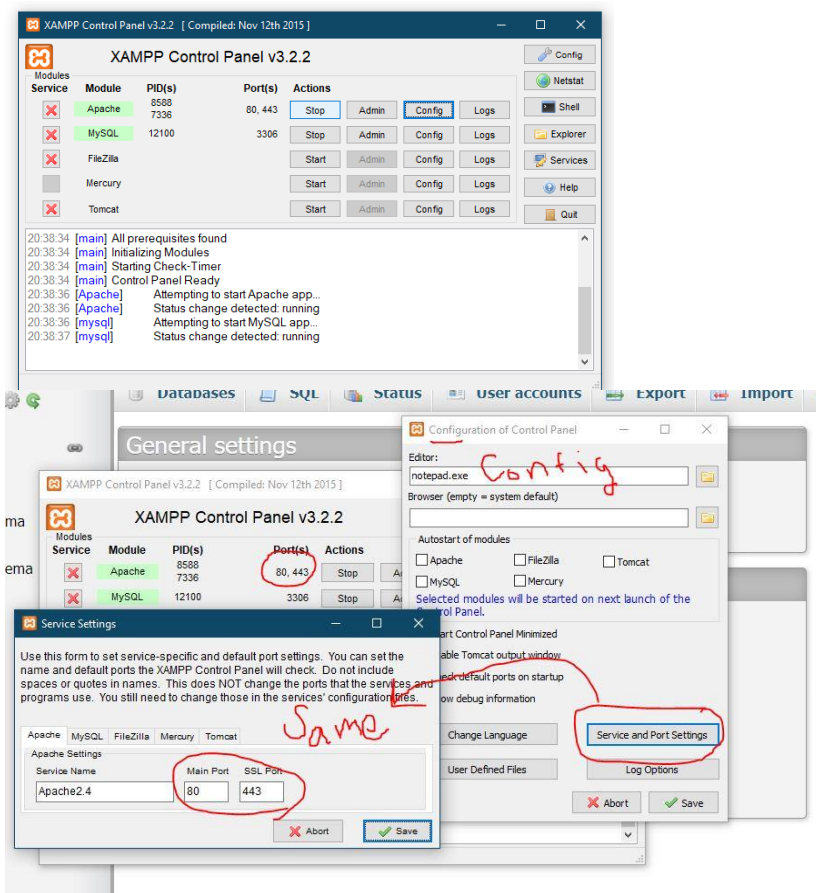 XAMPP Control Panel v3.2.2 [ Compiled: Nov 12th 2015 ]
XAMPP Control Panel v3.2.2
Config
Modules
Service Module PID(s) Port(s) Actions
Netstat
Apache 8588 7336 80, 443 Stop Admin Config Logs
Shell
MySQL 12100 3306 Stop Admin Config Logs
Explorer
FileZilla Start Admin Config Logs
Services
Mercury Start Admin Config Logs
Help
Tomcat Start Admin Config Logs
Quit
20:38:34 [main] All prerequisites found
20:38:34 [main] Initializing Modules
20:38:34 [main] Starting Check-Timer
20:38:34 [main] Control Panel Ready
20:38:36 [Apache] Attempting to start Apache app...
20:38:36 [Apache] Status change detected: running
20:38:36 [mysql] Attempting to start MySQL app...
20:38:37 [mysql] Status change detected: running
Databases SQL Status User accounts Export Import
General settings
Configuration of Control Panel
Editor:
notepad.exe
Config
Browser (empty = system default)
Autostart of modules
Apache FileZilla Tomcat
MySQL Mercury
Selected modules will be started on next launch of the
Control Panel.
art Control Panel Minimized
able Tomcat output window
eck default ports on startup
ow debug information
Change Language Service and Port Settings
User Defined Files Log Options
Abort Save
ma
ema
XAMPP Control Panel v3.2.2 [ Compiled: Nov 12th 2015 ]
XAMPP Control Panel v3.2.2
Modules
Service Module PID(s) Port(s) Actions
Apache 8588 7336 80, 443 Stop A
MySQL 12100 3306 Stop A
Service Settings
Use this form to set service-specific and default port settings. You can set the
name and default ports the XAMPP Control Panel will check. Do not include
spaces or quotes in names. This does NOT change the ports that the services and
programs use. You still need to change those in the services' configuration files.
Same
Apache MySQL FileZilla Mercury Tomcat
Apache Settings
Service Name Main Port SSL Port
Apache2.4 80 443
Abort Save